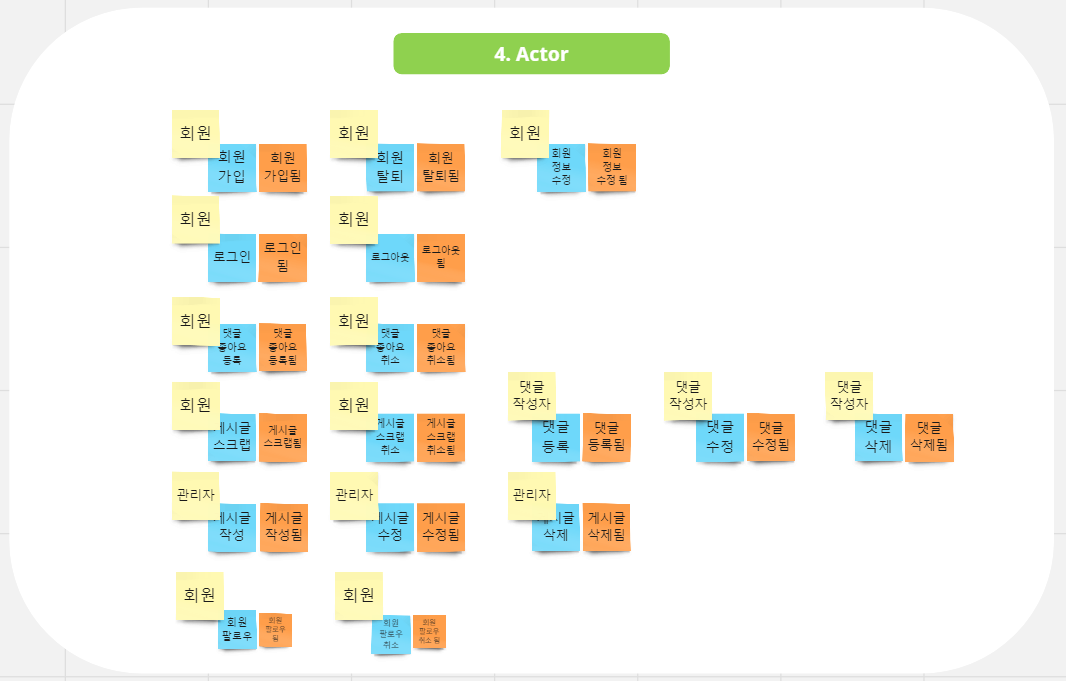 4. Actor
회원
회원
가입
회원
가입됨
회원
회원
탈퇴
회원
탈퇴됨
회원
회원
정보
수정
회원
정보
수정 됨
회원
로그인
로그인
됨
회원
로그아웃
로그아웃
됨
회원
댓글
좋아요
등록
댓글
좋아요
등록됨
회원
댓글
좋아요
취소
댓글
좋아요
취소됨
회원
게시글
스크랩
게시글
스크랩됨
회원
게시글
스크랩
취소
게시글
스크랩
취소됨
댓글
작성자
댓글
등록
댓글
등록됨
댓글
작성자
댓글
수정
댓글
수정됨
댓글
작성자
댓글
삭제
댓글
삭제됨
관리자
게시글
작성
게시글
작성됨
관리자
게시글
수정
게시글
수정됨
관리자
게시글
삭제
게시글
삭제됨
회원
회원
팔로우
회원
팔로우
됨
회원
회원
팔로우
취소
회원
팔로우
취소 됨